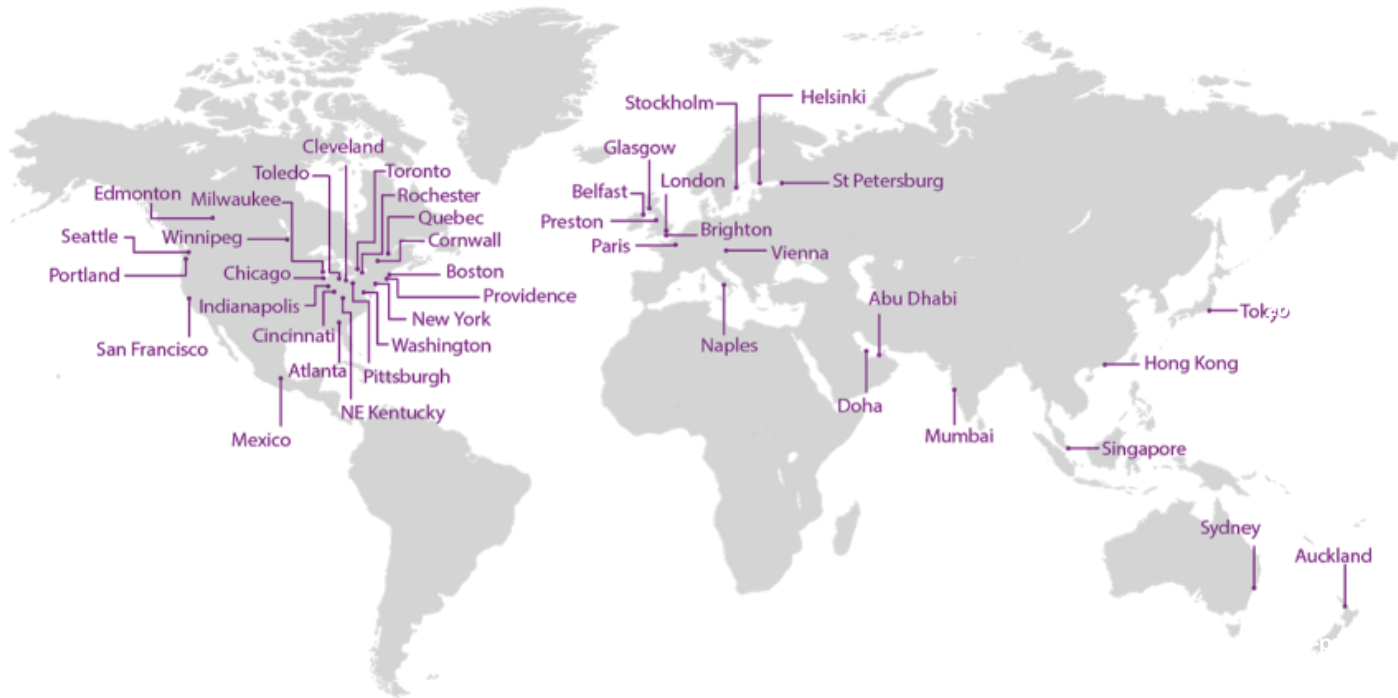 Helsinki
Stockholm
Cleveland
Glasgow
Toledo
Toronto
London
St Petersburg
Edmonton
Milwaukee
Rochester
Belfast
Quebec
Preston
Brighton
Seattle
Winnipeg
Cornwall
Paris
Vienna
Portland
Chicago
Boston
Providence
Abu Dhabi
Indianapolis
New York
Tokyo
Cincinnati
Washington
Naples
San Francisco
Hong Kong
Atlanta
Pittsburgh
Doha
NE Kentucky
Mumbai
Mexico
Singapore
Sydney
Auckland